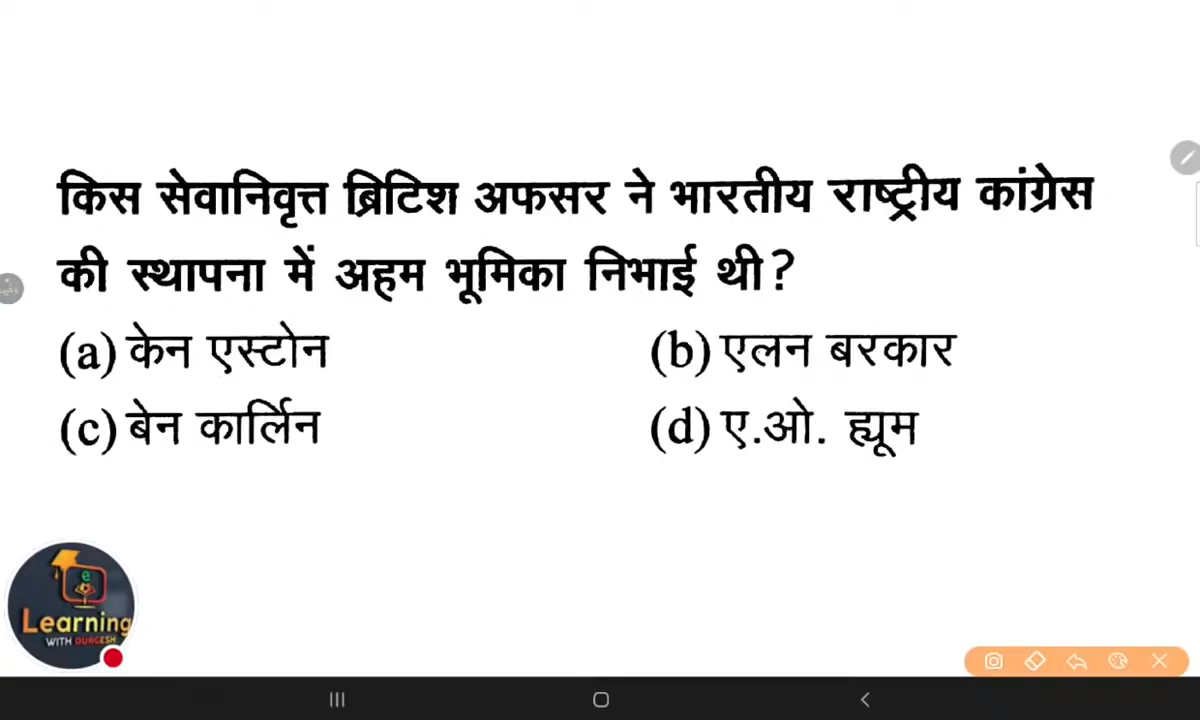 किस सेवानिवृत्त ब्रिटिश अफसर ने भारतीय राष्ट्रीय कांग्रेस
की स्थापना में अहम भूमिका निभाई थी?
(a) केन एस्टोन (b) एलन बरकार
(c) बेन कार्लिन (d) ए.ओ. ह्यूम
e
Learning
WITH DURGESH